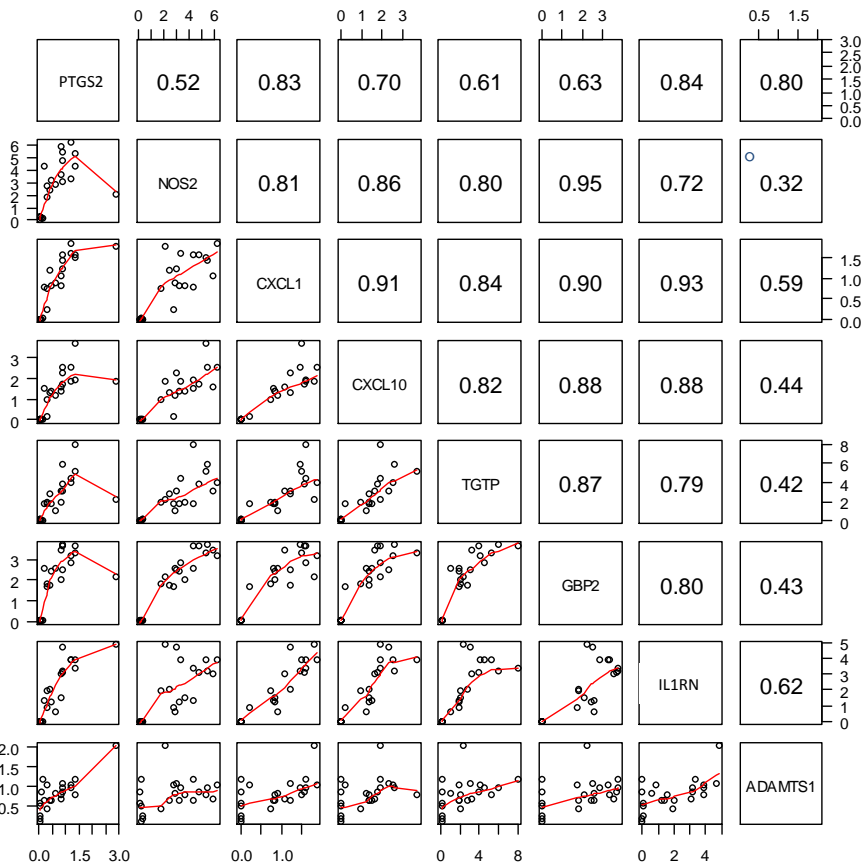 0 2 4 6 0 1 2 3 0 1 2 3 0.5 1.5
PTGS2 0.52 0.83 0.70 0.61 0.63 0.84 0.80 0.0 0.5 1.0 1.5 2.0 2.5 3.0
0 1 2 3 4 5 6 NOS2 0.81 0.86 0.80 0.95 0.72 0.32
CXCL1 0.91 0.84 0.90 0.93 0.59 0.0 0.5 1.0 1.5
0 1 2 3 CXCL10 0.82 0.88 0.88 0.44
TGTP 0.87 0.79 0.42 0 2 4 6 8
0 1 2 3 GBP2 0.80 0.43
IL1RN 0.62 0 1 2 3 4 5
0.5 1.0 1.5 2.0 ADAMTS1
0.0 1.5 3.0 0.0 1.0 0 4 8 0 2 4